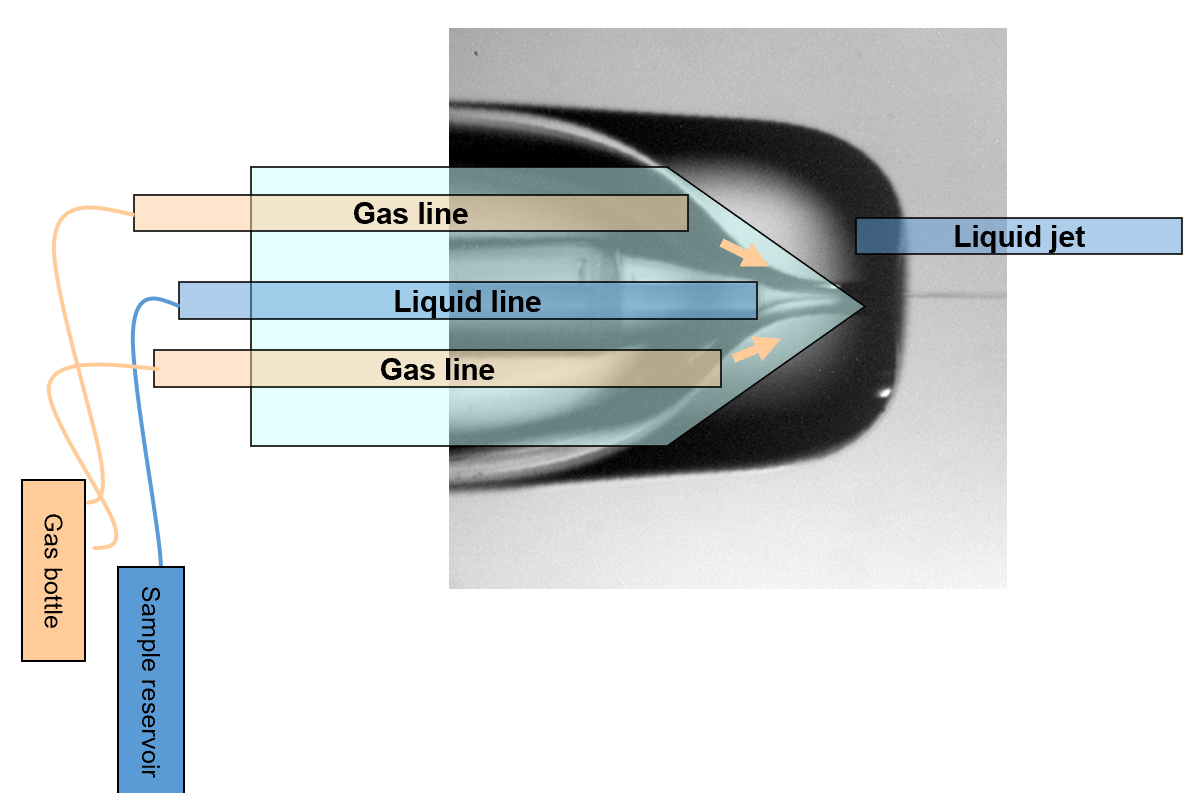 Gas line
Liquid jet
Liquid line
Gas line
Gas bottle
Sample reservoir